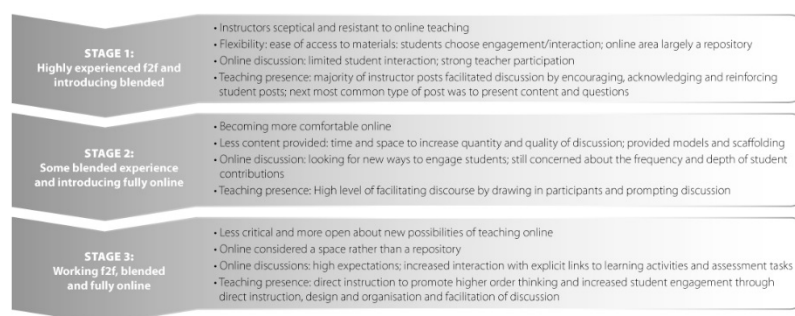 STAGE 1:
Highly experienced f2f and
introducing blended
• Instructors sceptical and resistant to online teaching
• Flexibility: ease of access to materials: students choose engagement/interaction; online area largely a repository
• Online discussion: limited student interaction; strong teacher participation
• Teaching presence: majority of instructor posts facilitated discussion by encouraging, acknowledging and reinforcing
student posts; next most common type of post was to present content and questions
STAGE 2:
Some blended experience
and introducing fully online
• Becoming more comfortable online
• Less content provided: time and space to increase quantity and quality of discussion; provided models and scaffolding
• Online discussion: looking for new ways to engage students; still concerned about the frequency and depth of student
contributions
• Teaching presence: High level of facilitating discourse by drawing in participants and prompting discussion
STAGE 3:
Working f2f, blended
and fully online
• Less critical and more open about new possibilities of teaching online
• Online considered a space rather than a repository
• Online discussions: high expectations; increased interaction with explicit links to learning activities and assessment tasks
• Teaching presence: direct instruction to promote higher order thinking and increased student engagement through
direct instruction, design and organisation and facilitation of discussion